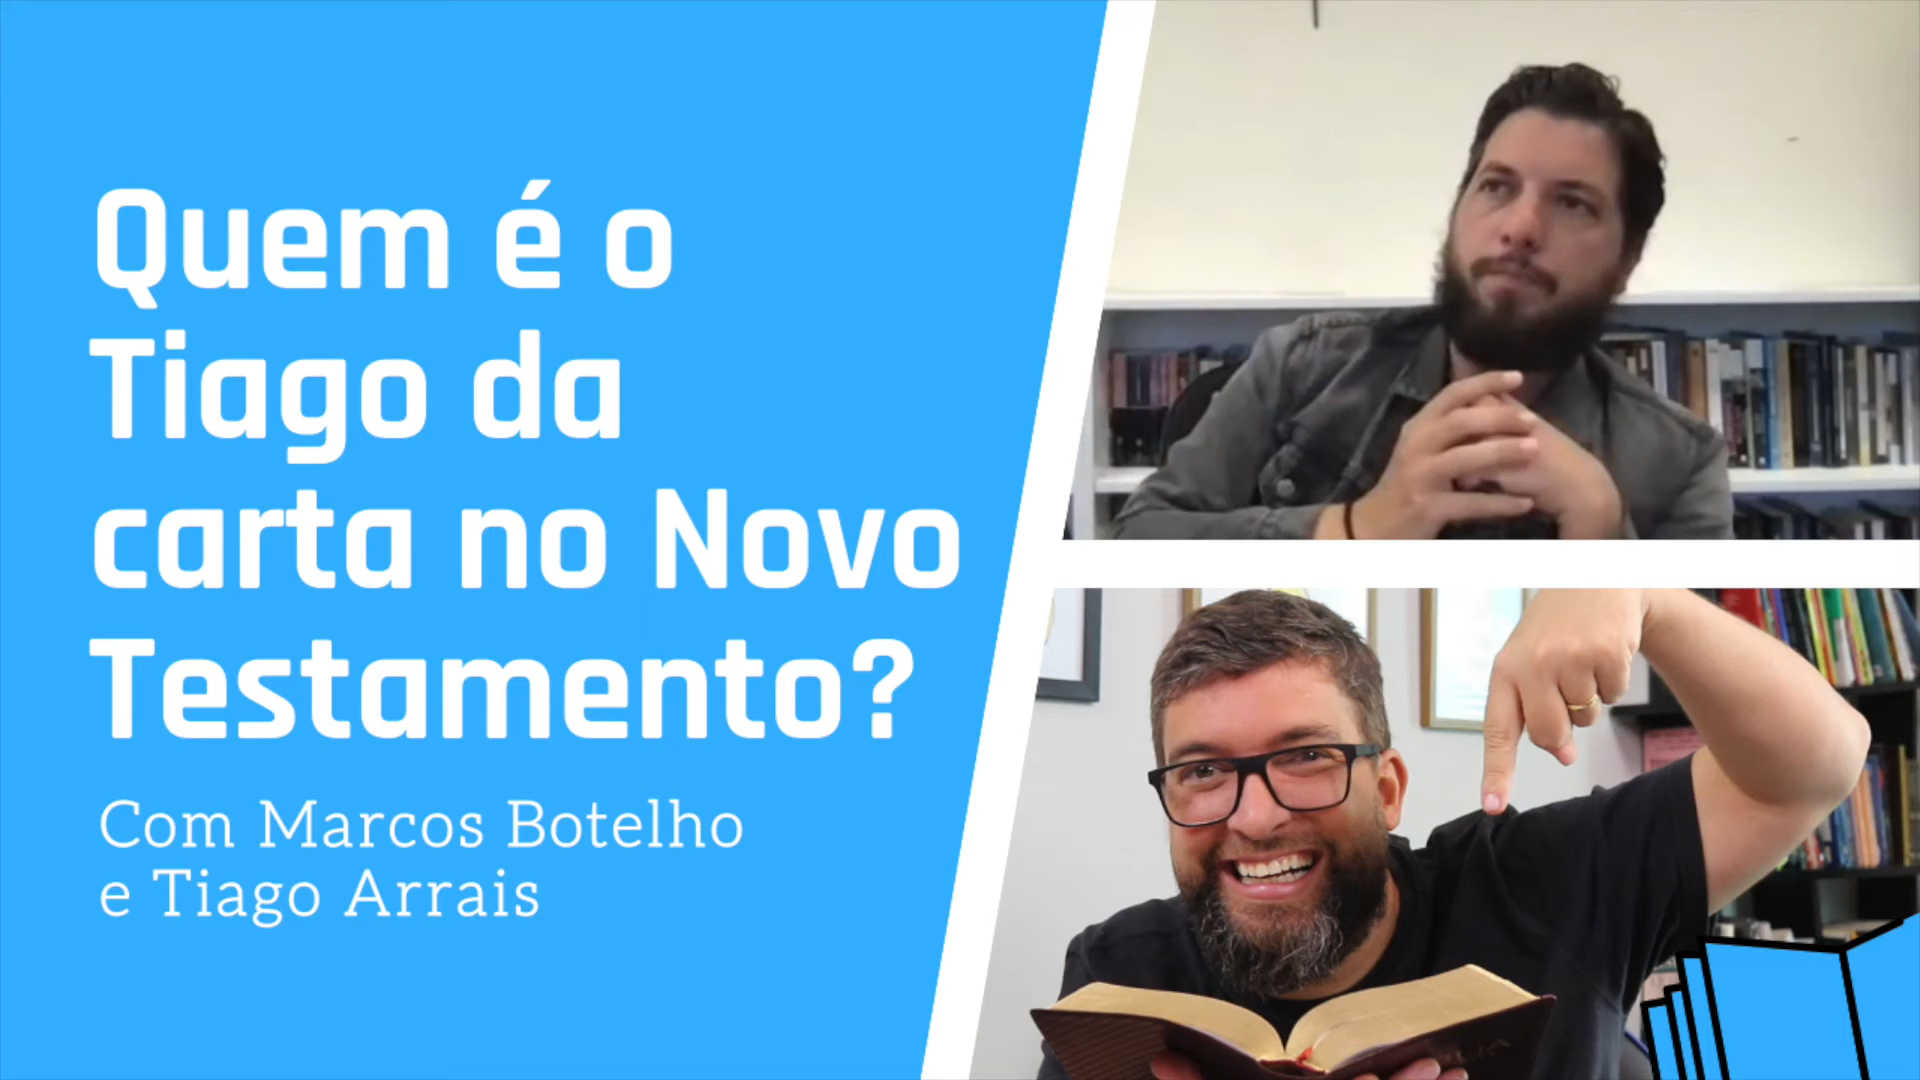 Quem é o
Tiago da
carta no Novo
Testamento?
Com Marcos Botelho
e Tiago Arrais